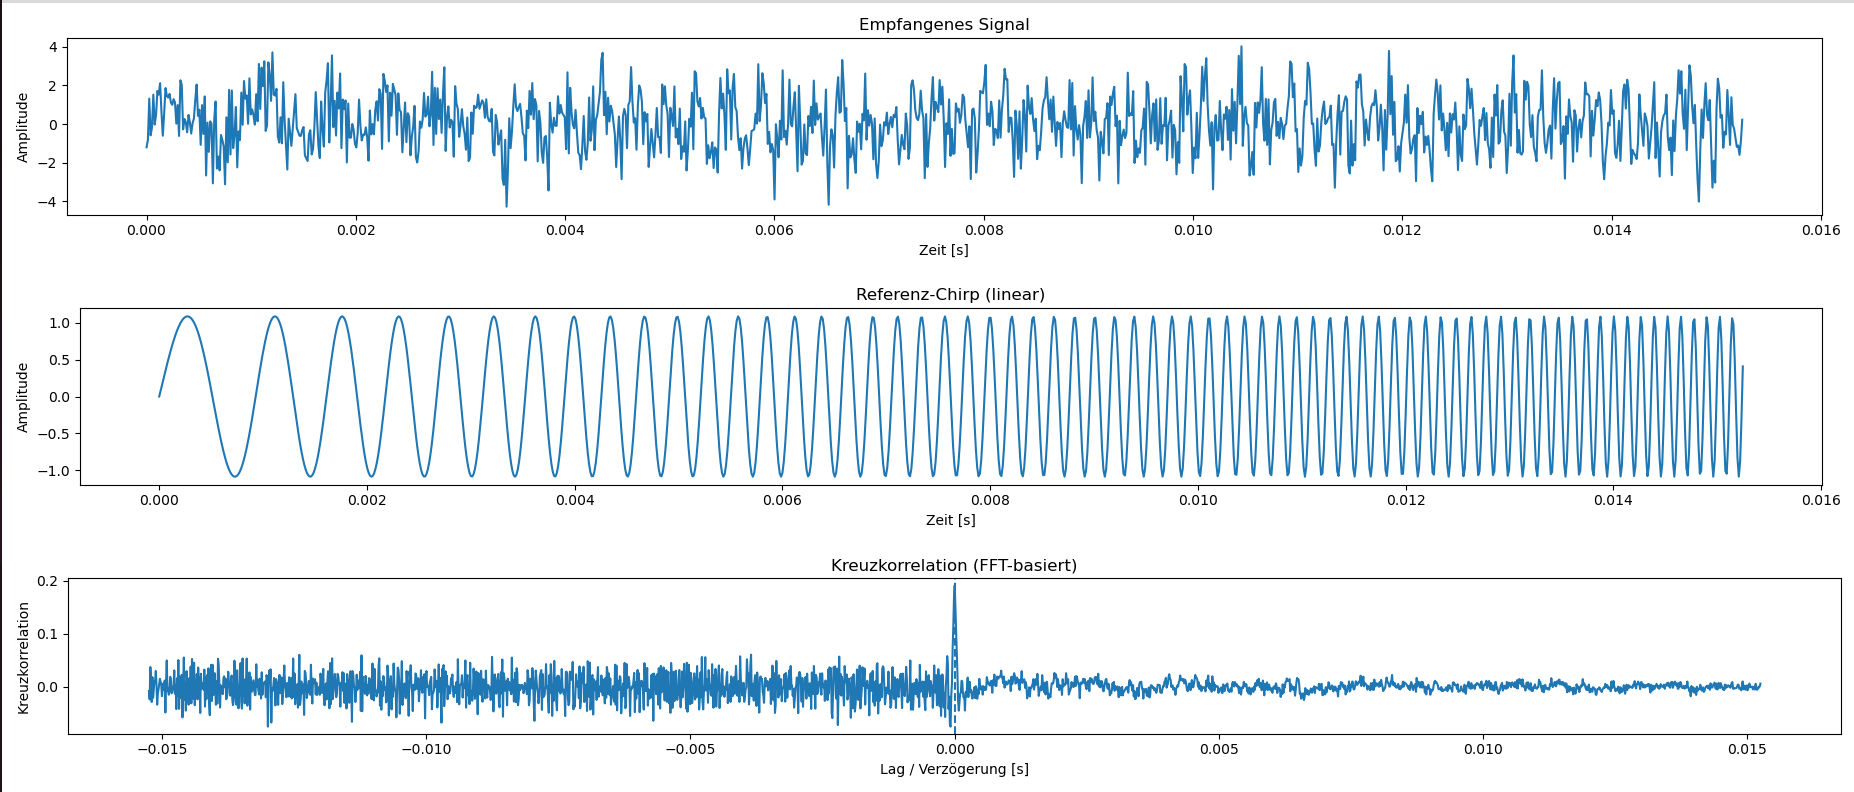 Empfangenes Signal
4
2
0
−2
−4
Amplitude
0.000 0.002 0.004 0.006 0.008 0.010 0.012 0.014 0.016
Zeit [s]
Referenz-Chirp (linear)
1.0
0.5
0.0
−0.5
−1.0
Amplitude
0.000 0.002 0.004 0.006 0.008 0.010 0.012 0.014 0.016
Zeit [s]
Kreuzkorrelation (FFT-basiert)
0.2
0.1
0.0
Kreuzkorrelation
−0.015 −0.010 −0.005 0.000 0.005 0.010 0.015
Lag / Verzögerung [s]